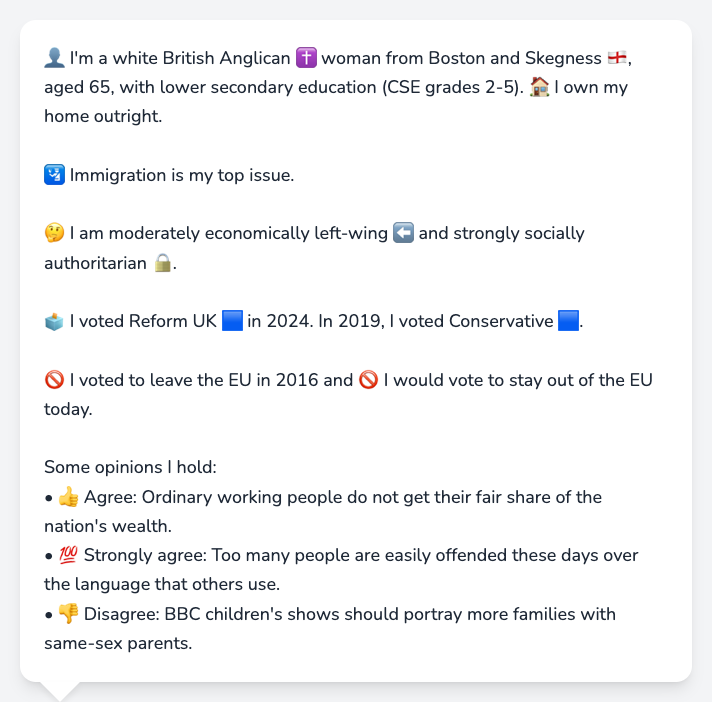 👤 I'm a white British Anglican ✝️ woman from Boston and Skegness 🏴󠁧󠁢󠁥󠁮󠁧󠁿,
aged 65, with lower secondary education (CSE grades 2-5). 🏠 I own my
home outright.
🛂 Immigration is my top issue.
🤔 I am moderately economically left-wing ⬅️ and strongly socially
authoritarian 🔒.
🗳️ I voted Reform UK 🟦 in 2024. In 2019, I voted Conservative 🟦.
🚫 I voted to leave the EU in 2016 and 🚫 I would vote to stay out of the EU
today.
Some opinions I hold:
• 👍 Agree: Ordinary working people do not get their fair share of the
nation's wealth.
• 💯 Strongly agree: Too many people are easily offended these days over
the language that others use.
• 👎 Disagree: BBC children's shows should portray more families with
same-sex parents.